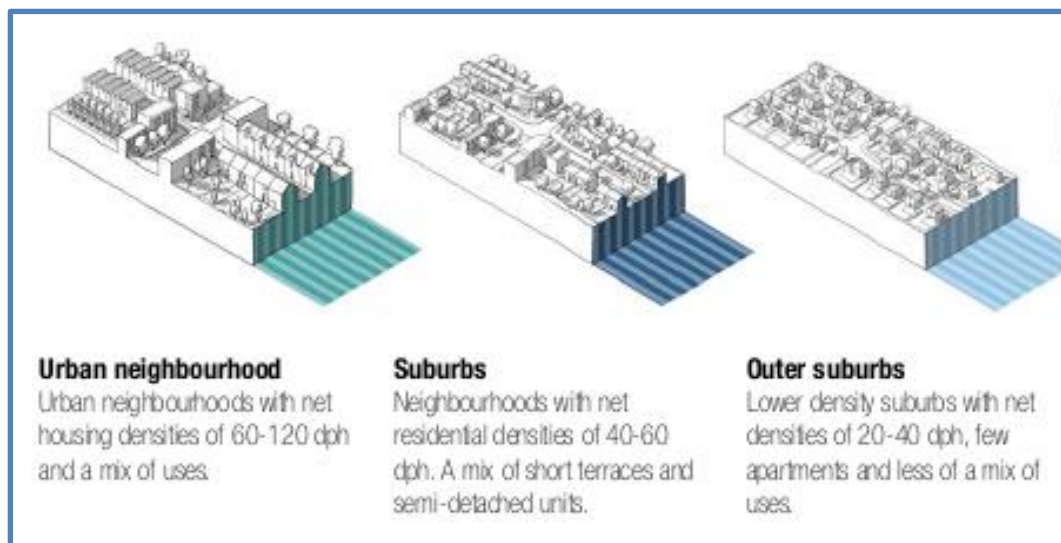 Urban neighbourhood
Urban neighbourhoods with net
housing densities of 60-120 dph
and a mix of uses.
Suburbs
Neighbourhoods with net
residential densities of 40-60
dph. A mix of short terraces and
semi-detached units.
Outer suburbs
Lower density suburbs with net
densities of 20-40 dph, few
apartments and less of a mix of
uses.